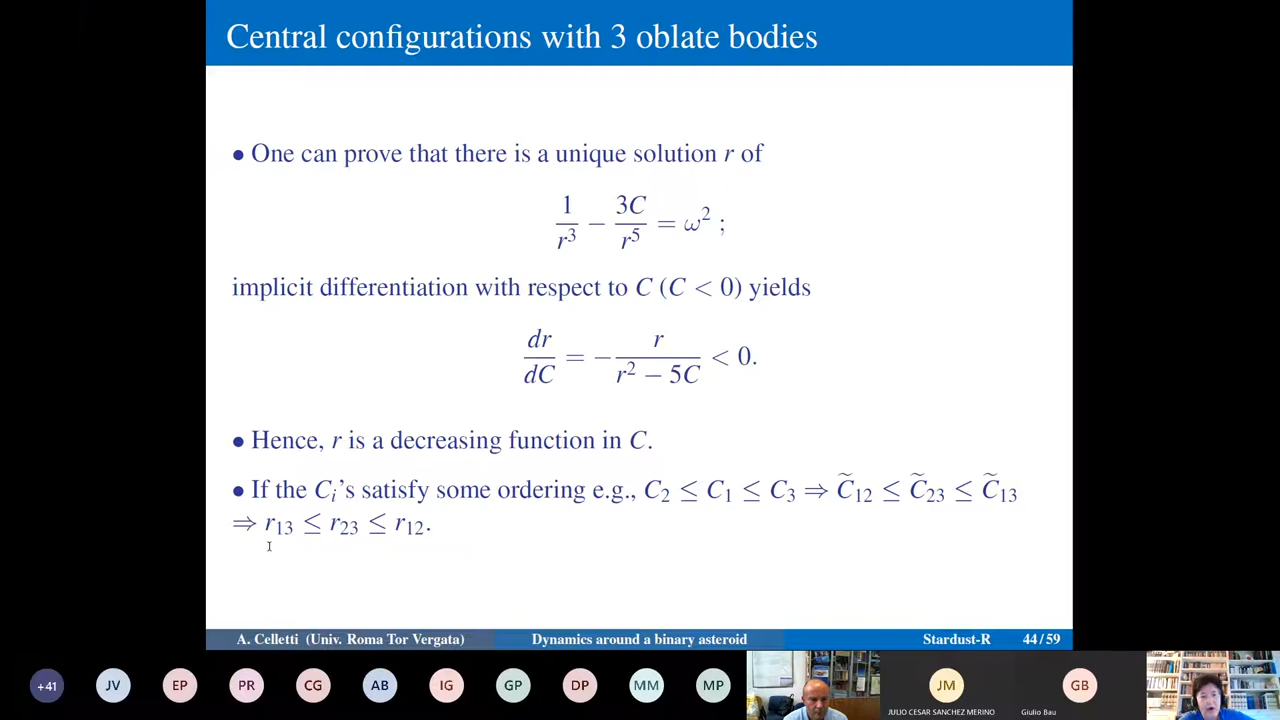 Central configurations with 3 oblate bodies
• One can prove that there is a unique solution r of
1/r³ − 3C/r⁵ = ω² ;
implicit differentiation with respect to C (C < 0) yields
dr/dC = − r/(r² − 5C) < 0.
• Hence, r is a decreasing function in C.
• If the Cᵢ's satisfy some ordering e.g., C₂ ≤ C₁ ≤ C₃ ⇒ C̃₁₂ ≤ C̃₂₃ ≤ C̃₁₃
⇒ r₁₃ ≤ r₂₃ ≤ r₁₂.
A. Celletti (Univ. Roma Tor Vergata) Dynamics around a binary asteroid Stardust-R 44 / 59
+41 JV EP PR CG AB IG GP DP MM MP JM GB
JULIO CESAR SANCHEZ MERINO Giulio Bau